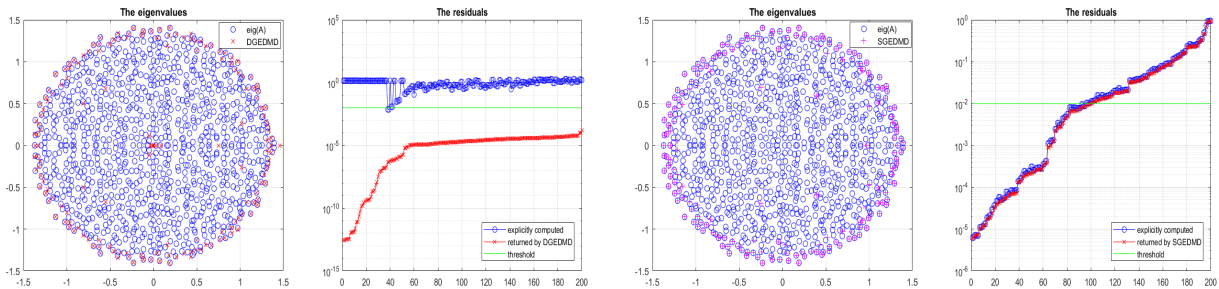 The eigenvalues
eig(A)
DGEDMD
1.5
1
0.5
0
-0.5
-1
-1.5
-1.5 -1 -0.5 0 0.5 1 1.5
The residuals
10^5
10^0
10^-5
10^-10
10^-15
explicitly computed
returned by DGEDMD
threshold
0 20 40 60 80 100 120 140 160 180 200
The eigenvalues
eig(A)
SGEDMD
1.5
1
0.5
0
-0.5
-1
-1.5
-1.5 -1 -0.5 0 0.5 1 1.5
The residuals
10^0
10^-1
10^-2
10^-3
10^-4
10^-5
10^-6
explicitly computed
returned by SGEDMD
threshold
0 20 40 60 80 100 120 140 160 180 200